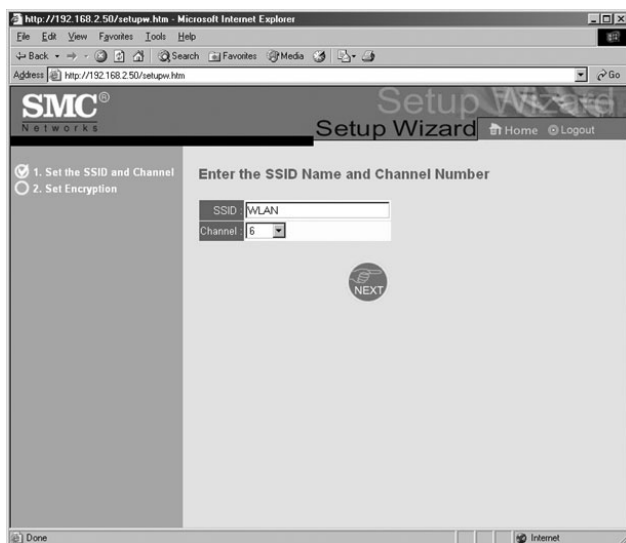 http://192.168.2.50/setupw.htm - Microsoft Internet Explorer
File Edit View Favorites Tools Help
Back Search Favorites Media
Address http://192.168.2.50/setupw.htm Go
SMC®
Networks
Setup Wizard
Setup Wizard
Home Logout
1. Set the SSID and Channel
2. Set Encryption
Enter the SSID Name and Channel Number
SSID : WLAN
Channel : 6
NEXT
Done Internet